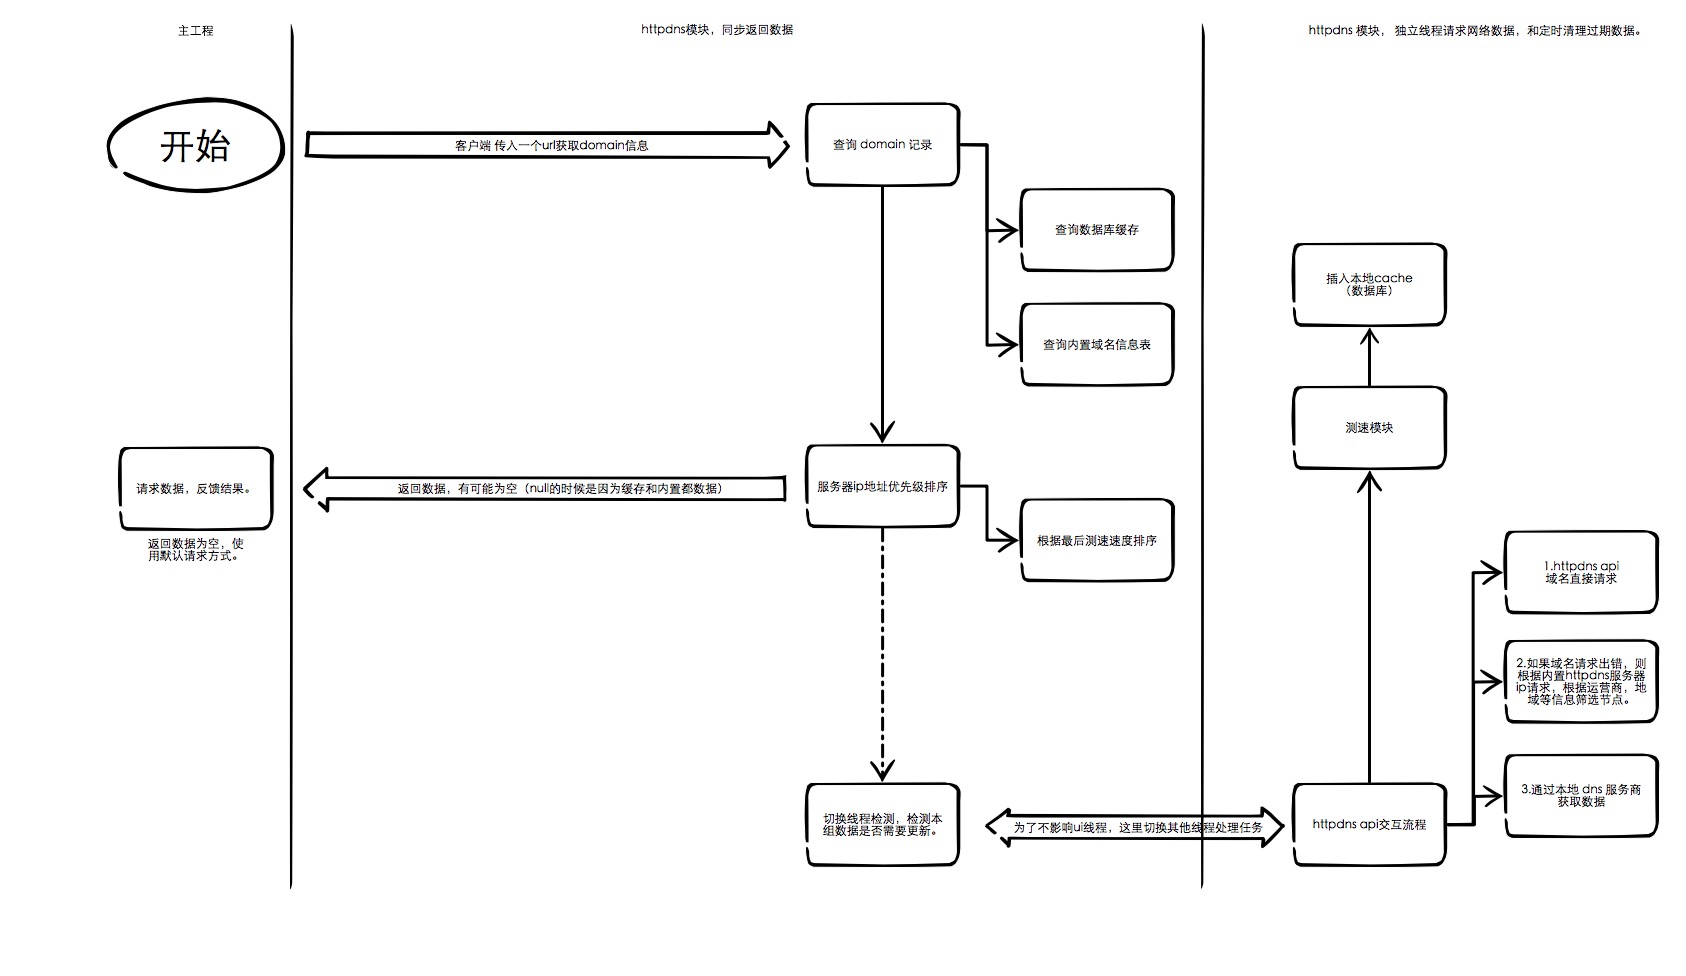 主工程
httpdns模块，同步返回数据
httpdns 模块， 独立线程请求网络数据，和定时清理过期数据。
开始
客户端 传入一个url获取domain信息
查询 domain 记录
查询数据库缓存
查询内置域名信息表
插入本地cache
（数据库）
测速模块
请求数据，反馈结果。
返回数据为空，使
用默认请求方式。
返回数据，有可能为空（null的时候是因为缓存和内置都数据）
服务器ip地址优先级排序
根据最后测速速度排序
1.httpdns api
域名直接请求
2.如果域名请求出错，则
根据内置httpdns服务器
ip请求，根据运营商，地
域等信息筛选节点。
3.通过本地 dns 服务商
获取数据
切换线程检测，检测本
组数据是否需要更新。
为了不影响ui线程，这里切换其他线程处理任务
httpdns api交互流程